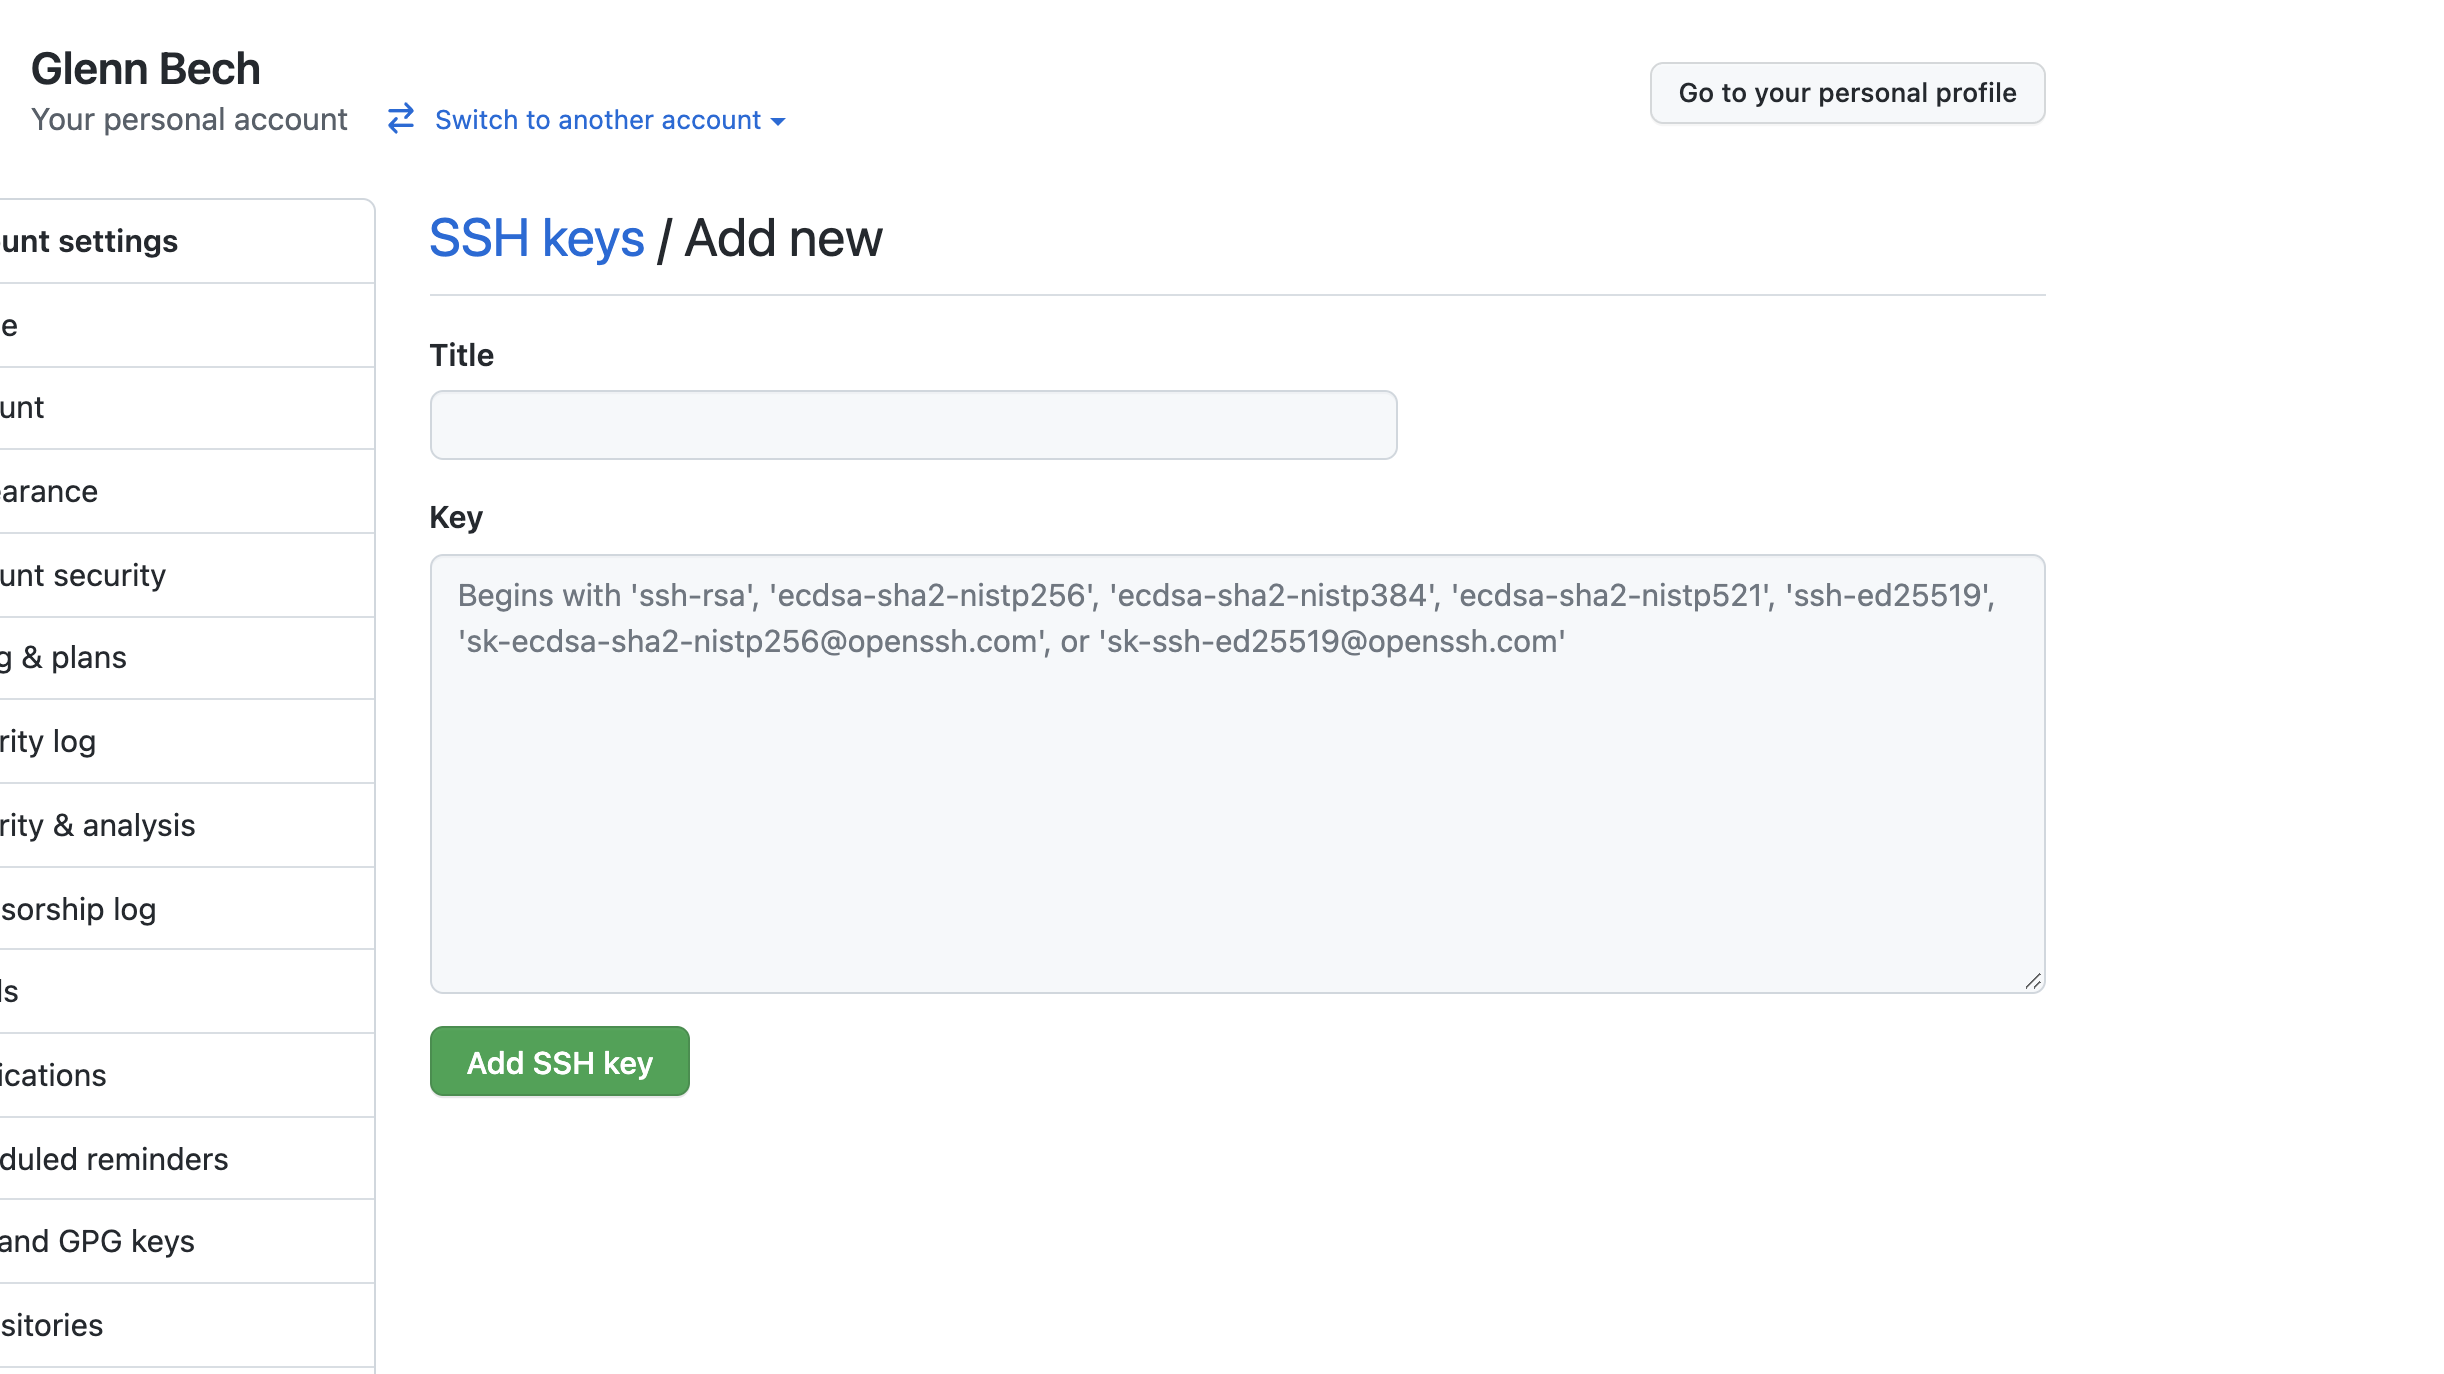 Glenn Bech
Your personal account
Switch to another account
Go to your personal profile
unt settings
e
unt
earance
unt security
g & plans
rity log
rity & analysis
sorship log
ls
ications
duled reminders
and GPG keys
sitories
SSH keys / Add new
Title
Key
Begins with 'ssh-rsa', 'ecdsa-sha2-nistp256', 'ecdsa-sha2-nistp384', 'ecdsa-sha2-nistp521', 'ssh-ed25519',
'sk-ecdsa-sha2-nistp256@openssh.com', or 'sk-ssh-ed25519@openssh.com'
Add SSH key